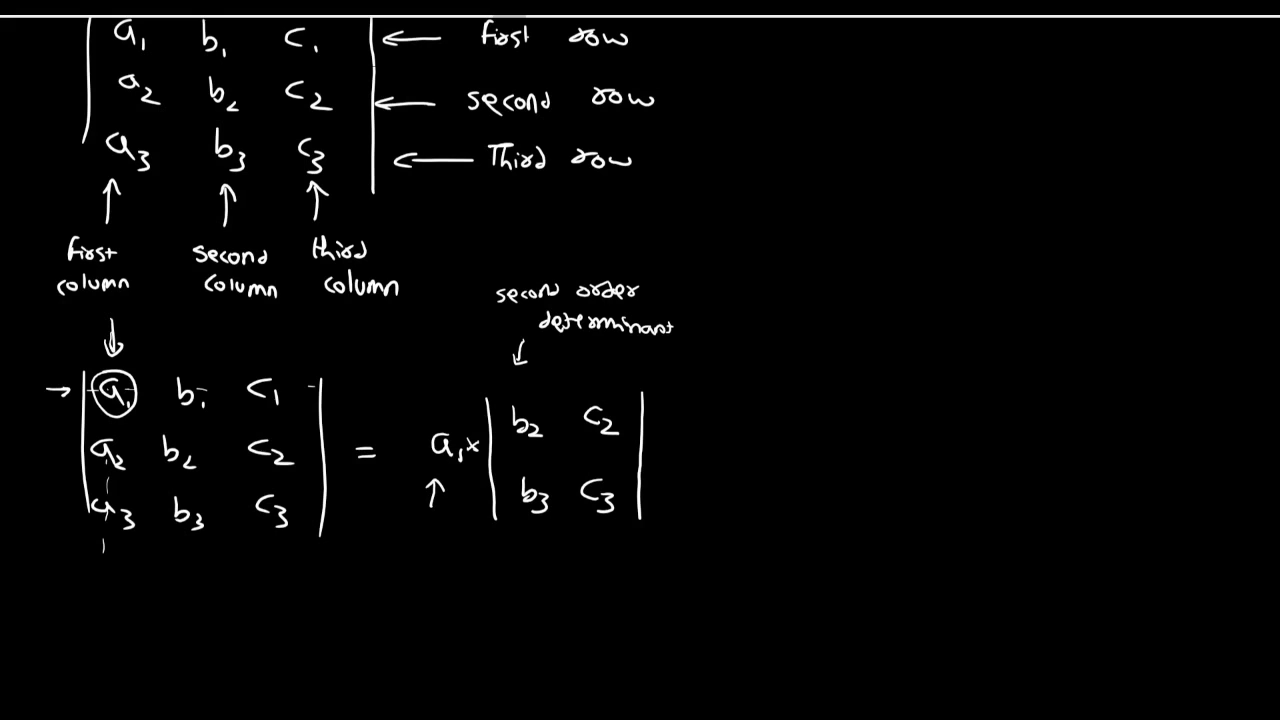 a₁ b₁ c₁ ← first row
a₂ b₂ c₂ ← second row
a₃ b₃ c₃ ← Third row
↑ ↑ ↑
first second third
column column column
second order
determinant
↓ ↙
→ | a₁ b₁ c₁ | | b₂ c₂ |
| a₂ b₂ c₂ | = a₁ × | |
| a₃ b₃ c₃ | ↑ | b₃ c₃ |